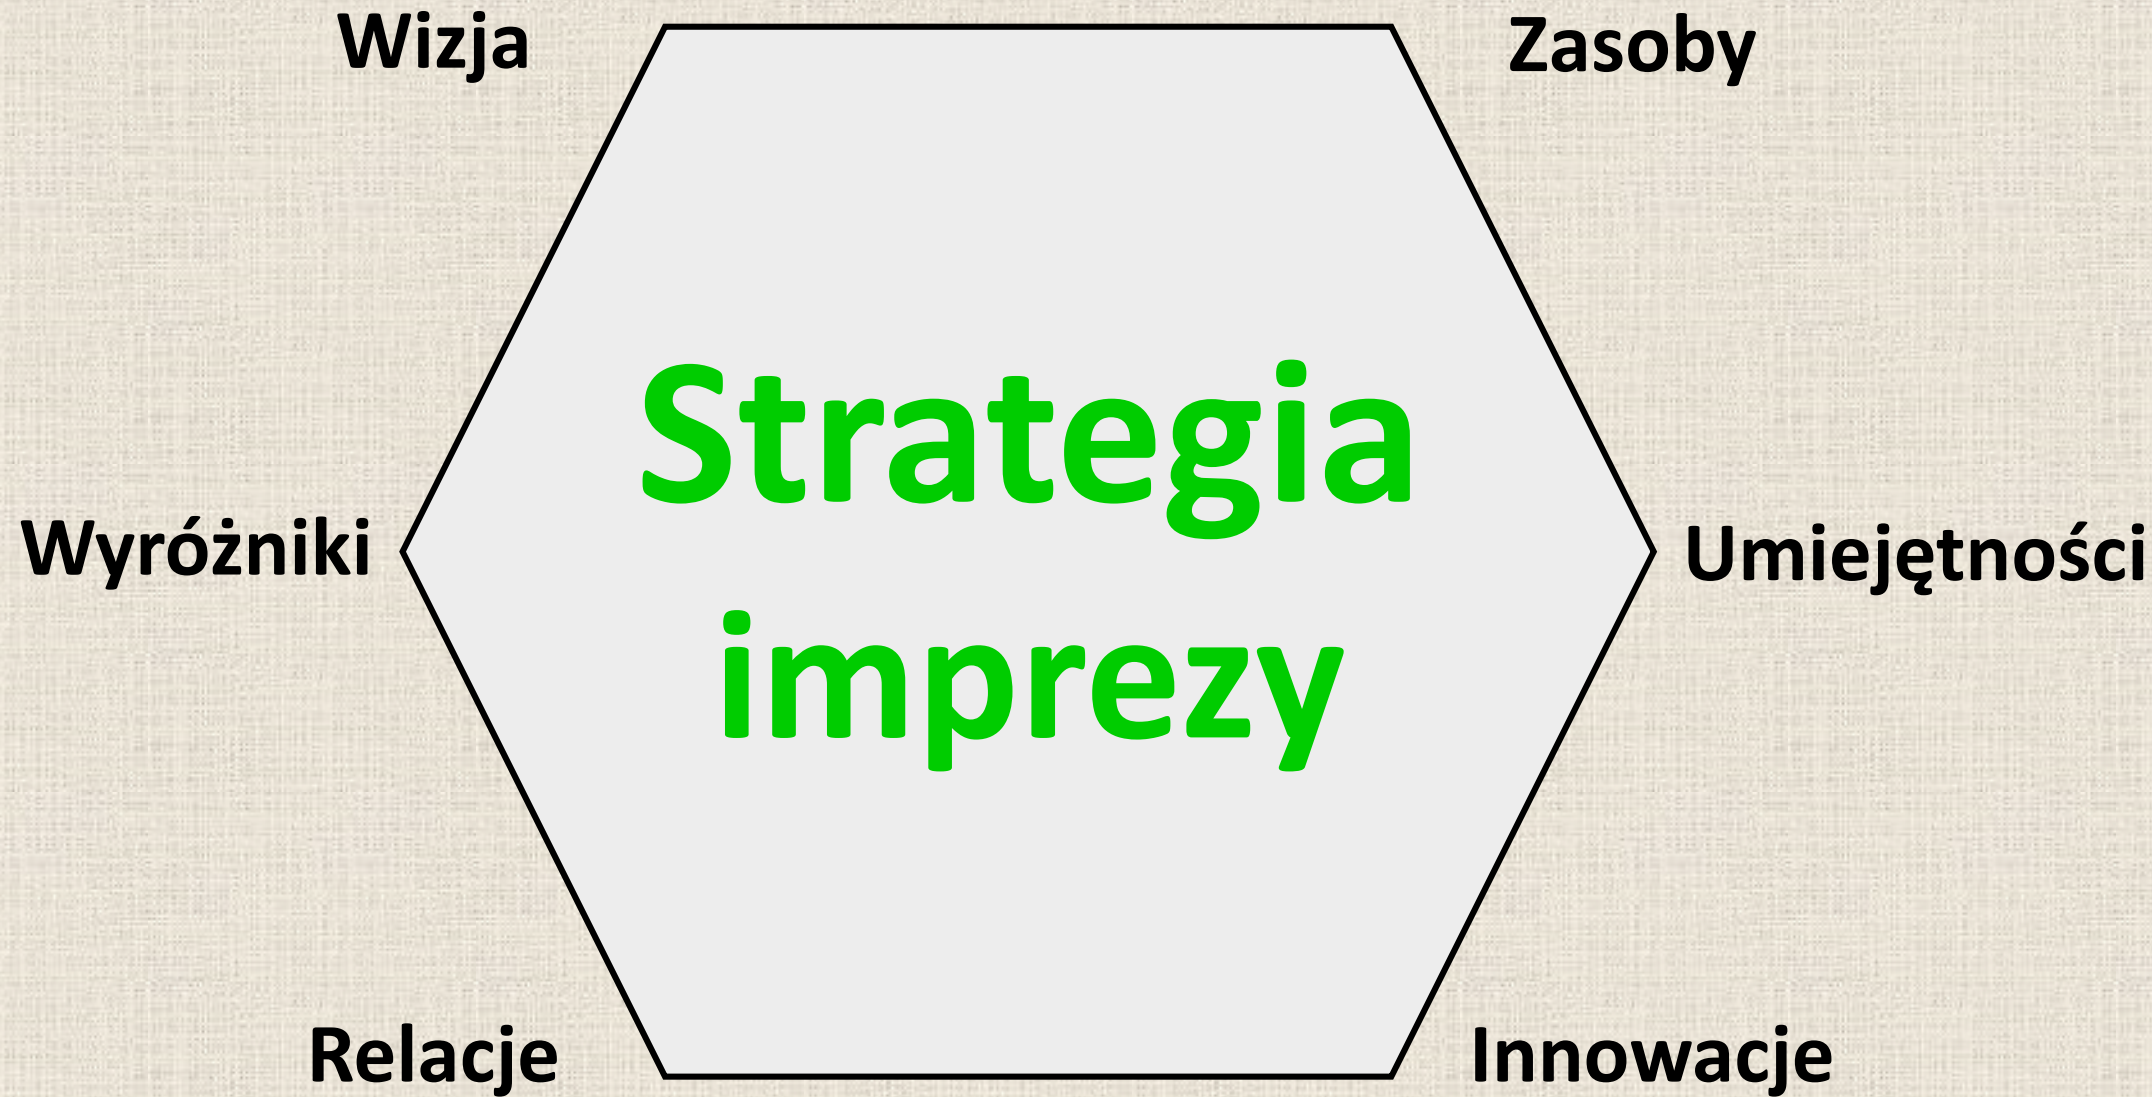 Wizja
Zasoby
Strategia
imprezy
Wyróżniki
Umiejętności
Relacje
Innowacje